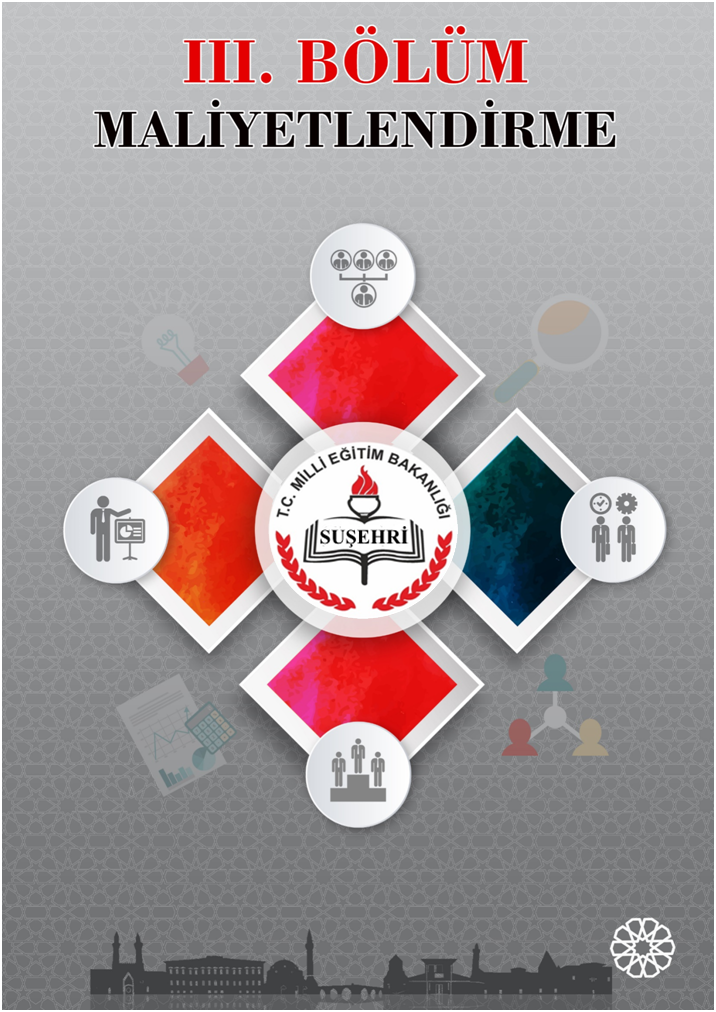 III. BÖLÜM
MALİYETLENDİRME
T.C. MİLLİ EĞİTİM BAKANLIĞI
SUŞEHRİ